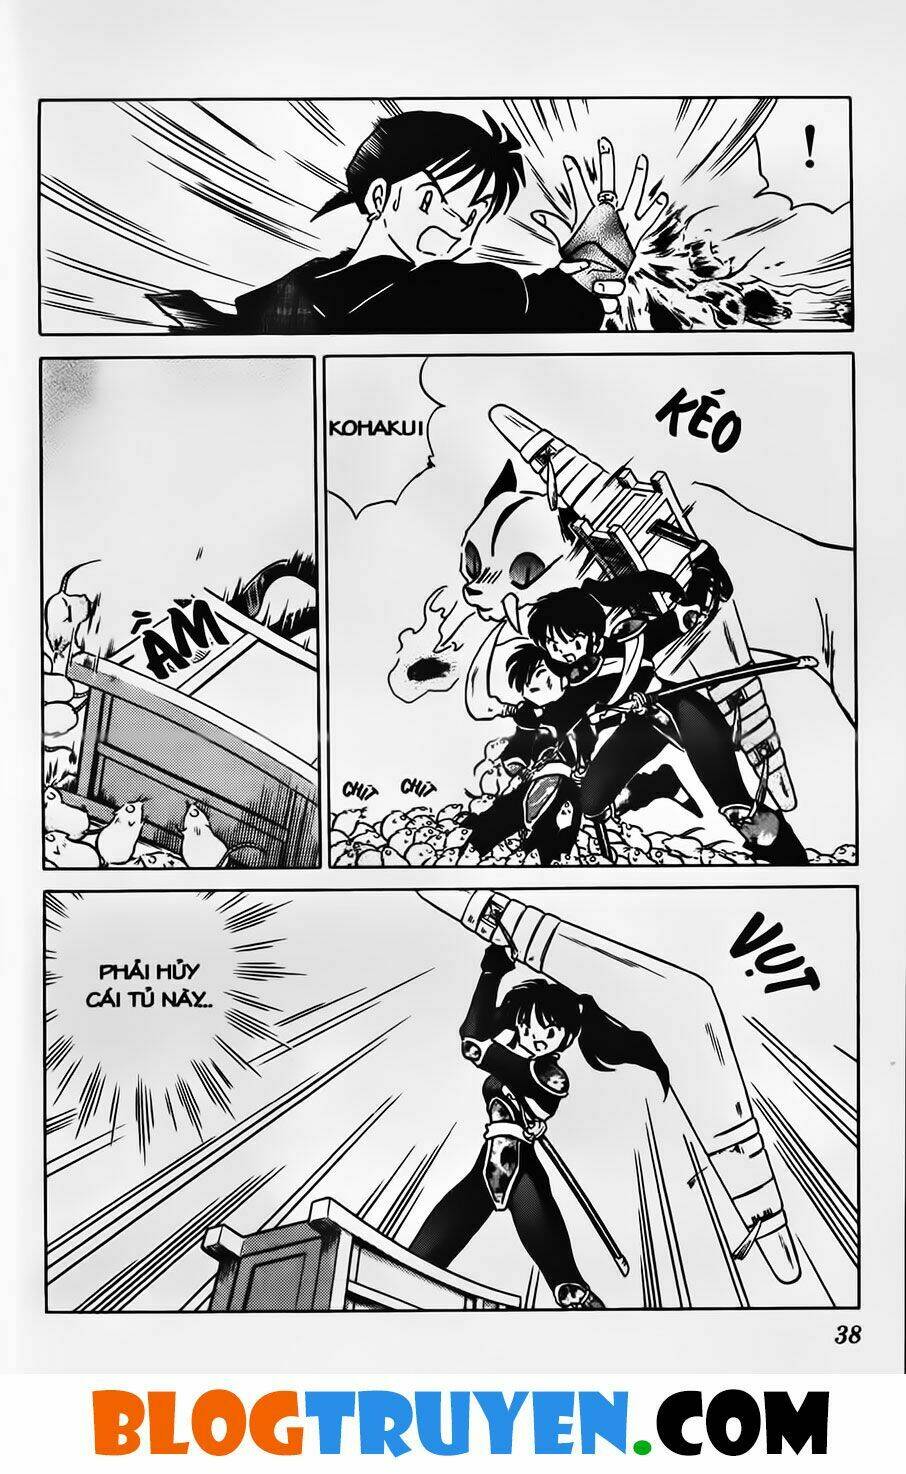 !
KOHAKU!
KÉO
ẦM
CHÍT
CHÍT
PHẢI HỦY
CÁI TỦ NÀY..
VỤT
38
BLOGTRUYEN.COM